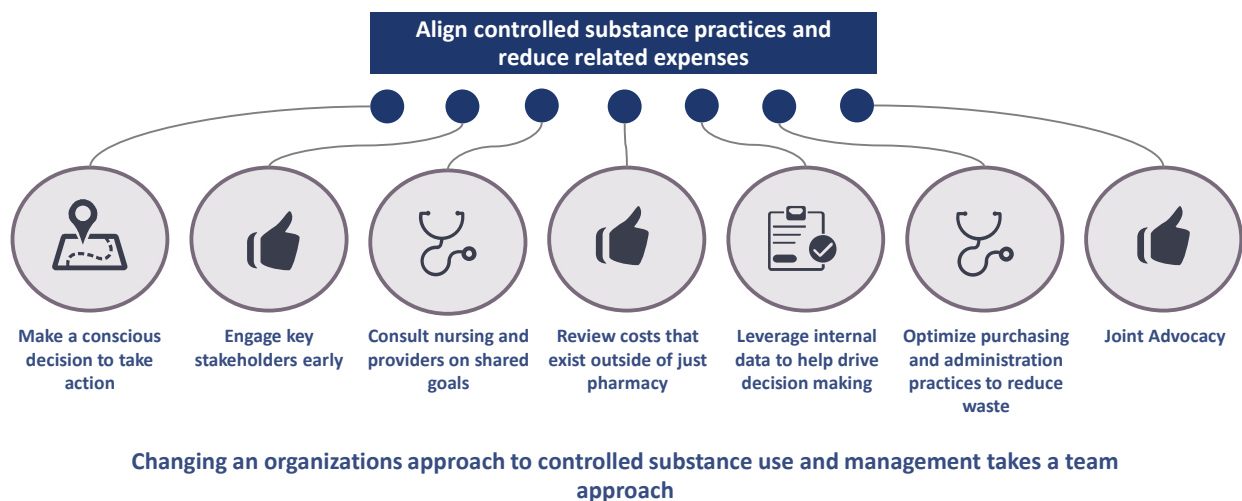 Align controlled substance practices and
reduce related expenses
Make a conscious
decision to take
action
Engage key
stakeholders early
Consult nursing and
providers on shared
goals
Review costs that
exist outside of just
pharmacy
Leverage internal
data to help drive
decision making
Optimize purchasing
and administration
practices to reduce
waste
Joint Advocacy
Changing an organizations approach to controlled substance use and management takes a team
approach